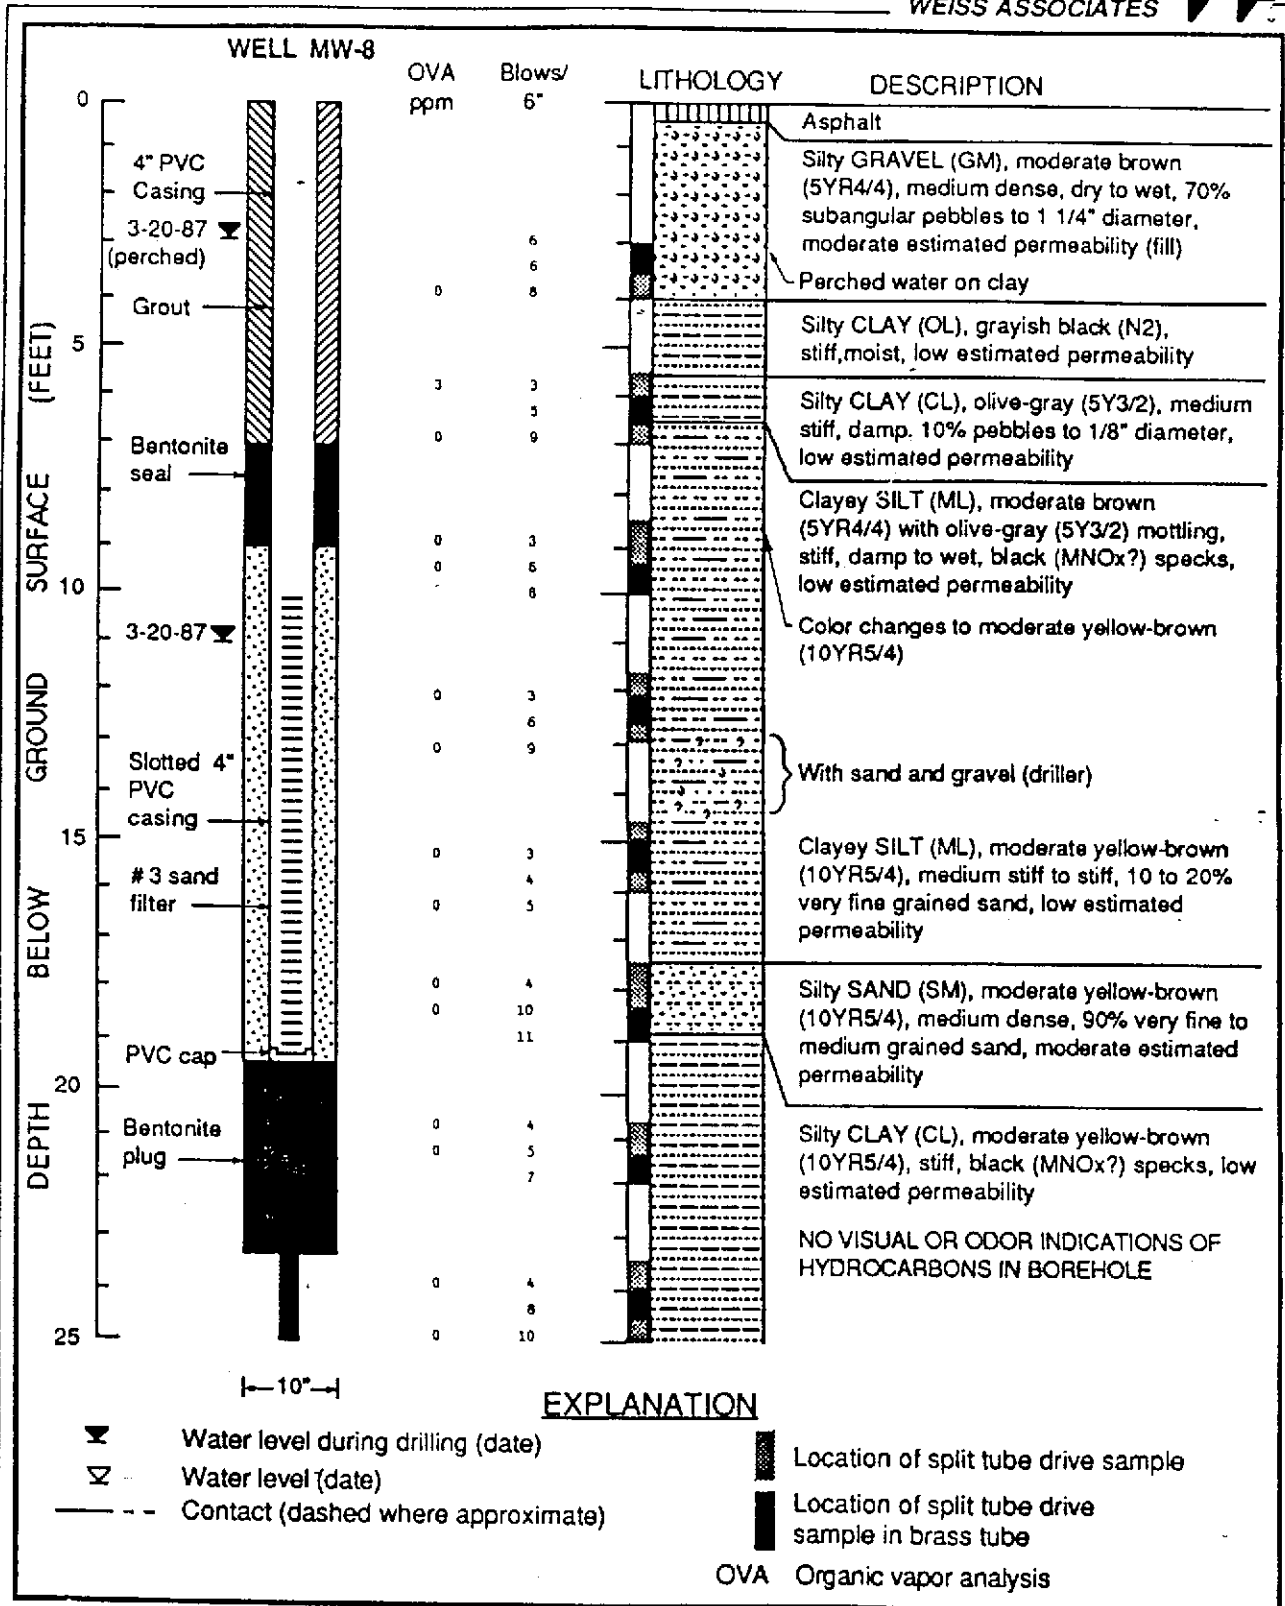 WEISS ASSOCIATES
WELL MW-8
OVA
ppm
Blows/
6"
LITHOLOGY
DESCRIPTION
DEPTH BELOW GROUND SURFACE (FEET)
0
5
10
15
20
25
4" PVC
Casing
3-20-87
(perched)
Grout
Bentonite
seal
3-20-87
Slotted 4"
PVC
casing
# 3 sand
filter
PVC cap
Bentonite
plug
10"
6
6
0 8
3 3
5
0 9
0 3
0 6
8
0 3
6
0 9
0 3
4
0 5
0 4
0 10
11
0 4
0 5
7
0 4
8
0 10
Asphalt
Silty GRAVEL (GM), moderate brown
(5YR4/4), medium dense, dry to wet, 70%
subangular pebbles to 1 1/4" diameter,
moderate estimated permeability (fill)
Perched water on clay
Silty CLAY (OL), grayish black (N2),
stiff,moist, low estimated permeability
Silty CLAY (CL), olive-gray (5Y3/2), medium
stiff, damp. 10% pebbles to 1/8" diameter,
low estimated permeability
Clayey SILT (ML), moderate brown
(5YR4/4) with olive-gray (5Y3/2) mottling,
stiff, damp to wet, black (MNOx?) specks,
low estimated permeability
Color changes to moderate yellow-brown
(10YR5/4)
With sand and gravel (driller)
Clayey SILT (ML), moderate yellow-brown
(10YR5/4), medium stiff to stiff, 10 to 20%
very fine grained sand, low estimated
permeability
Silty SAND (SM), moderate yellow-brown
(10YR5/4), medium dense, 90% very fine to
medium grained sand, moderate estimated
permeability
Silty CLAY (CL), moderate yellow-brown
(10YR5/4), stiff, black (MNOx?) specks, low
estimated permeability
NO VISUAL OR ODOR INDICATIONS OF
HYDROCARBONS IN BOREHOLE
EXPLANATION
Water level during drilling (date)
Water level (date)
Contact (dashed where approximate)
Location of split tube drive sample
Location of split tube drive
sample in brass tube
OVA Organic vapor analysis